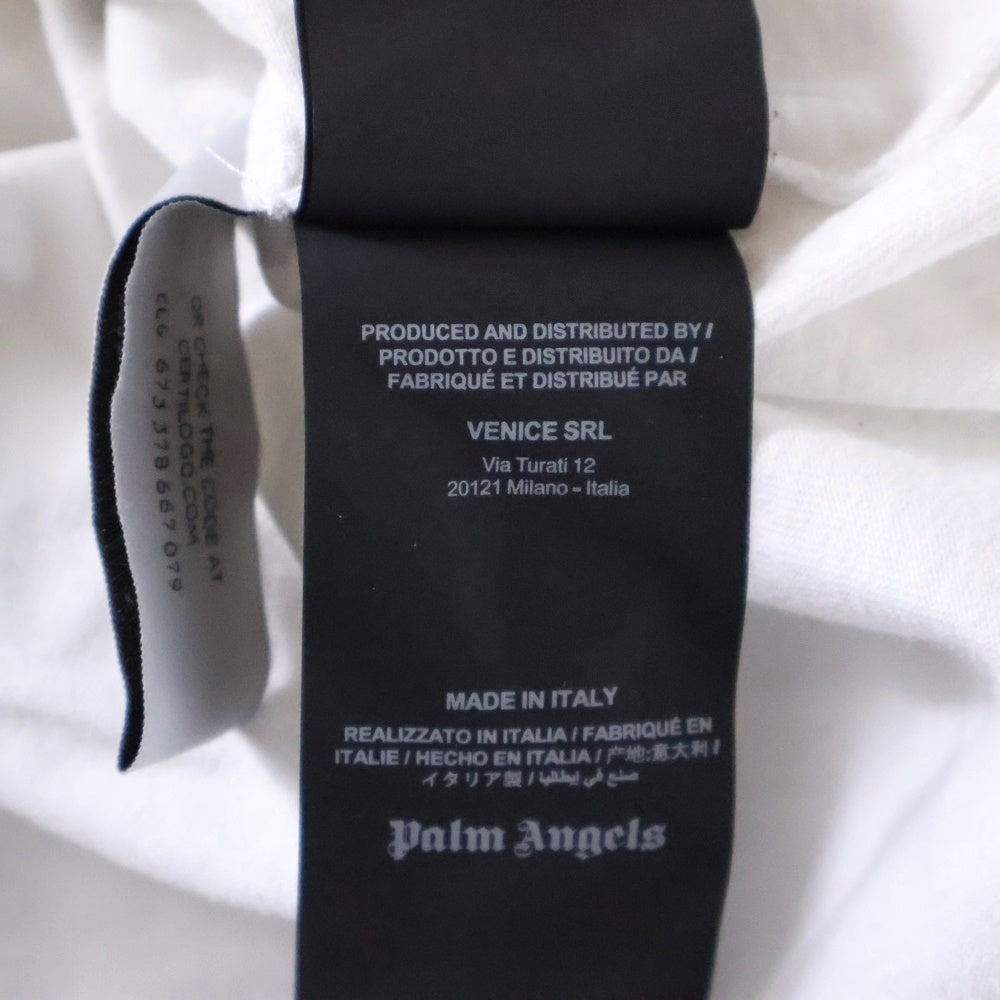 OR CHECK THE CODE AT
CERTILOGO.COM
CLG 673 378 667 079
PRODUCED AND DISTRIBUTED BY /
PRODOTTO E DISTRIBUITO DA /
FABRIQUÉ ET DISTRIBUÉ PAR
VENICE SRL
Via Turati 12
20121 Milano - Italia
MADE IN ITALY
REALIZZATO IN ITALIA / FABRIQUÉ EN
ITALIE / HECHO EN ITALIA / 产地:意大利 /
イタリア製 / صنع في إيطاليا
Palm Angels